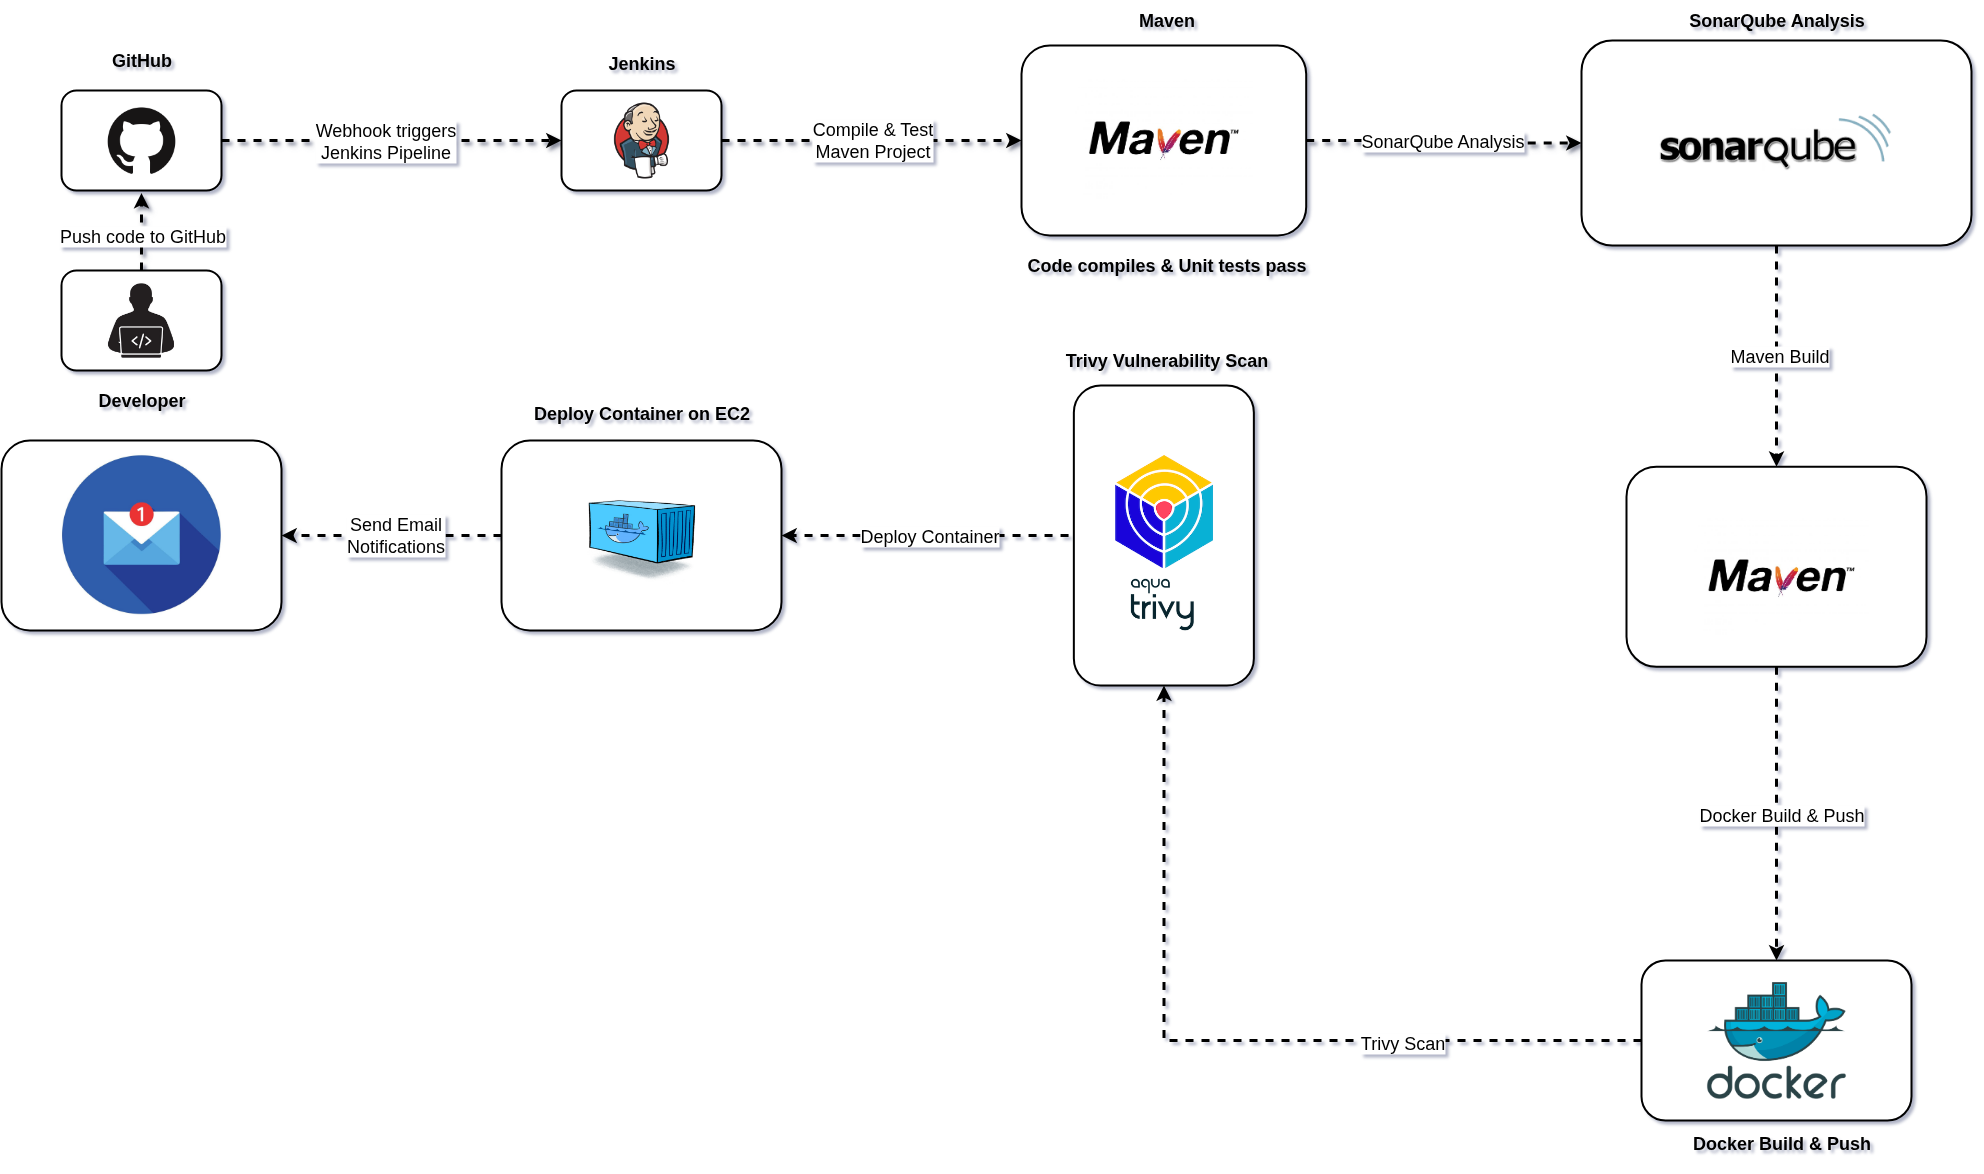 GitHub
Webhook triggers
Jenkins Pipeline
Jenkins
Compile & Test
Maven Project
Maven
Maven™
Code compiles & Unit tests pass
SonarQube Analysis
SonarQube Analysis
sonarqube
Push code to GitHub
</>
Developer
Maven Build
Maven™
Docker Build & Push
docker
Docker Build & Push
Trivy Scan
Trivy Vulnerability Scan
aqua
trivy
Deploy Container
Deploy Container on EC2
Send Email
Notifications
1